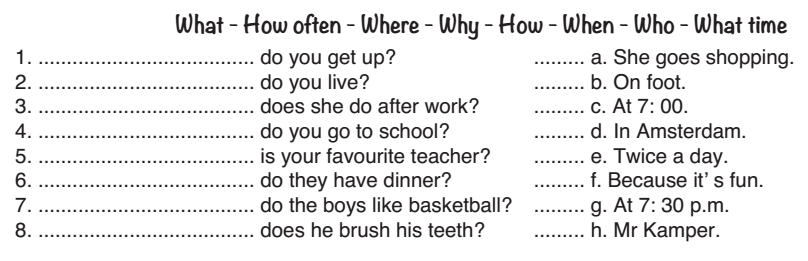 What - How often - Where - Why - How - When - Who - What time
1. .................................... do you get up? ......... a. She goes shopping.
2. .................................... do you live? ......... b. On foot.
3. .................................... does she do after work? ......... c. At 7: 00.
4. .................................... do you go to school? ......... d. In Amsterdam.
5. .................................... is your favourite teacher? ......... e. Twice a day.
6. .................................... do they have dinner? ......... f. Because it' s fun.
7. .................................... do the boys like basketball? ......... g. At 7: 30 p.m.
8. .................................... does he brush his teeth? ......... h. Mr Kamper.